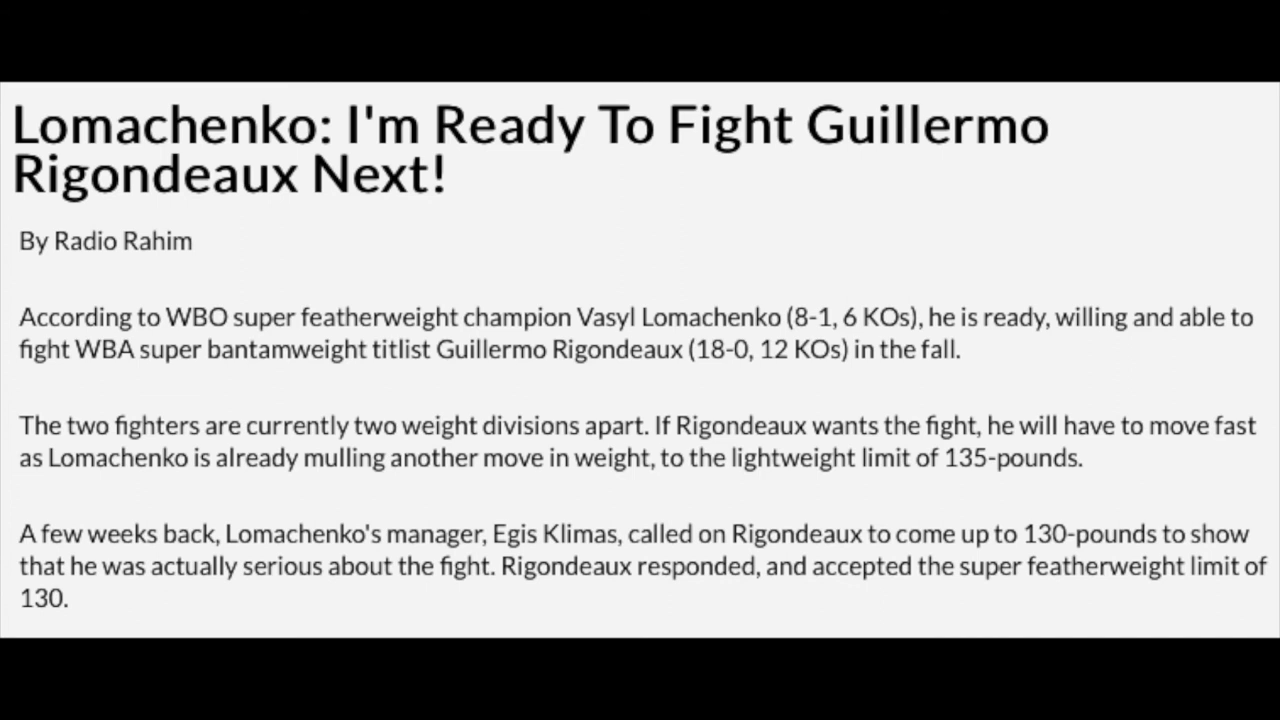 Lomachenko: I'm Ready To Fight Guillermo
Rigondeaux Next!
By Radio Rahim
According to WBO super featherweight champion Vasyl Lomachenko (8-1, 6 KOs), he is ready, willing and able to
fight WBA super bantamweight titlist Guillermo Rigondeaux (18-0, 12 KOs) in the fall.
The two fighters are currently two weight divisions apart. If Rigondeaux wants the fight, he will have to move fast
as Lomachenko is already mulling another move in weight, to the lightweight limit of 135-pounds.
A few weeks back, Lomachenko's manager, Egis Klimas, called on Rigondeaux to come up to 130-pounds to show
that he was actually serious about the fight. Rigondeaux responded, and accepted the super featherweight limit of
130.